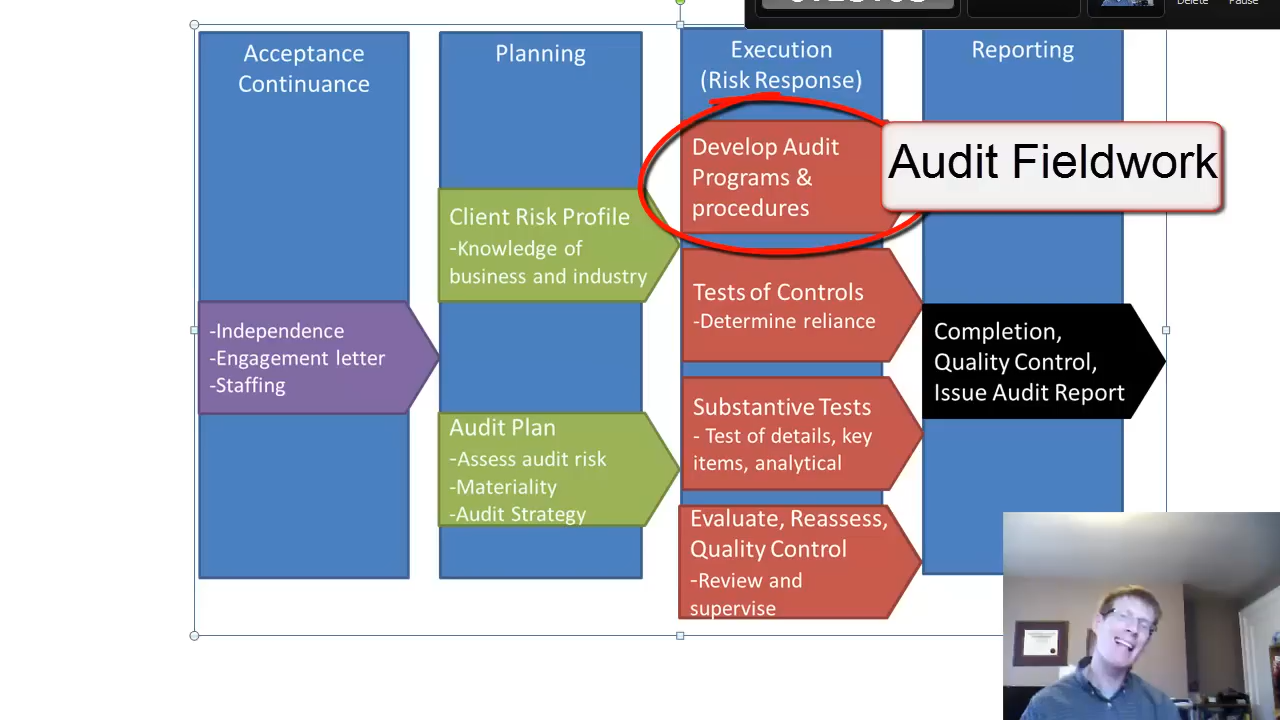 Delete
Pause
Acceptance
Continuance
Planning
Execution
(Risk Response)
Reporting
-Independence
-Engagement letter
-Staffing
Client Risk Profile
-Knowledge of
business and industry
Audit Plan
-Assess audit risk
-Materiality
-Audit Strategy
Develop Audit
Programs &
procedures
Audit Fieldwork
Tests of Controls
-Determine reliance
Substantive Tests
- Test of details, key
items, analytical
Evaluate, Reassess,
Quality Control
-Review and
supervise
Completion,
Quality Control,
Issue Audit Report